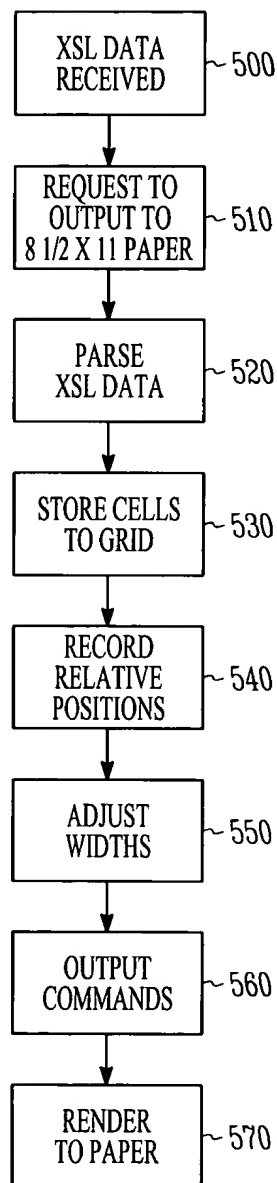 XSL DATA
RECEIVED
500
REQUEST TO
OUTPUT TO
8 1/2 X 11 PAPER
510
PARSE
XSL DATA
520
STORE CELLS
TO GRID
530
RECORD
RELATIVE
POSITIONS
540
ADJUST
WIDTHS
550
OUTPUT
COMMANDS
560
RENDER
TO PAPER
570